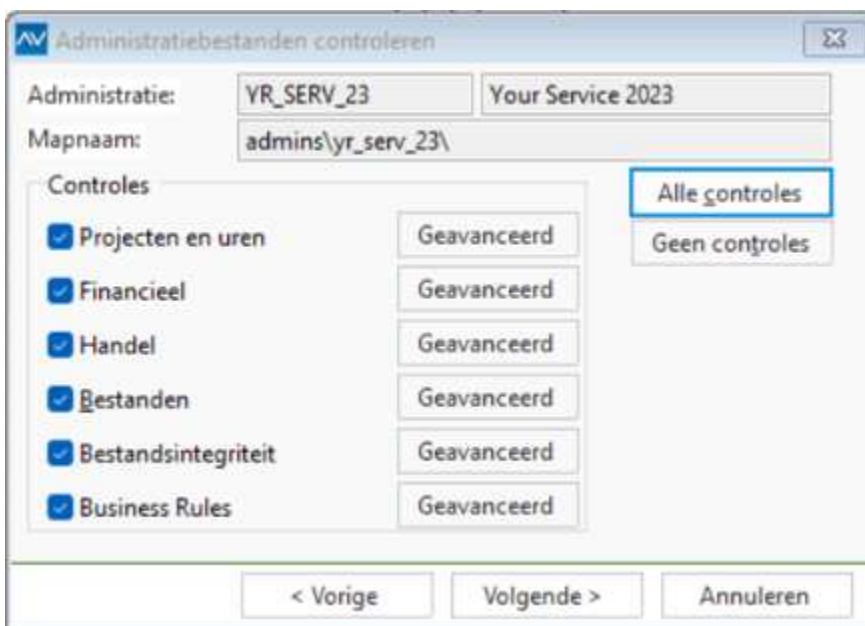 Administratiebestanden controleren
Administratie: YR_SERV_23 Your Service 2023
Mapnaam: admins\yr_serv_23\
Controles
Alle controles
Projecten en uren Geavanceerd
Geen controles
Financieel Geavanceerd
Handel Geavanceerd
Bestanden Geavanceerd
Bestandsintegriteit Geavanceerd
Business Rules Geavanceerd
< Vorige Volgende > Annuleren